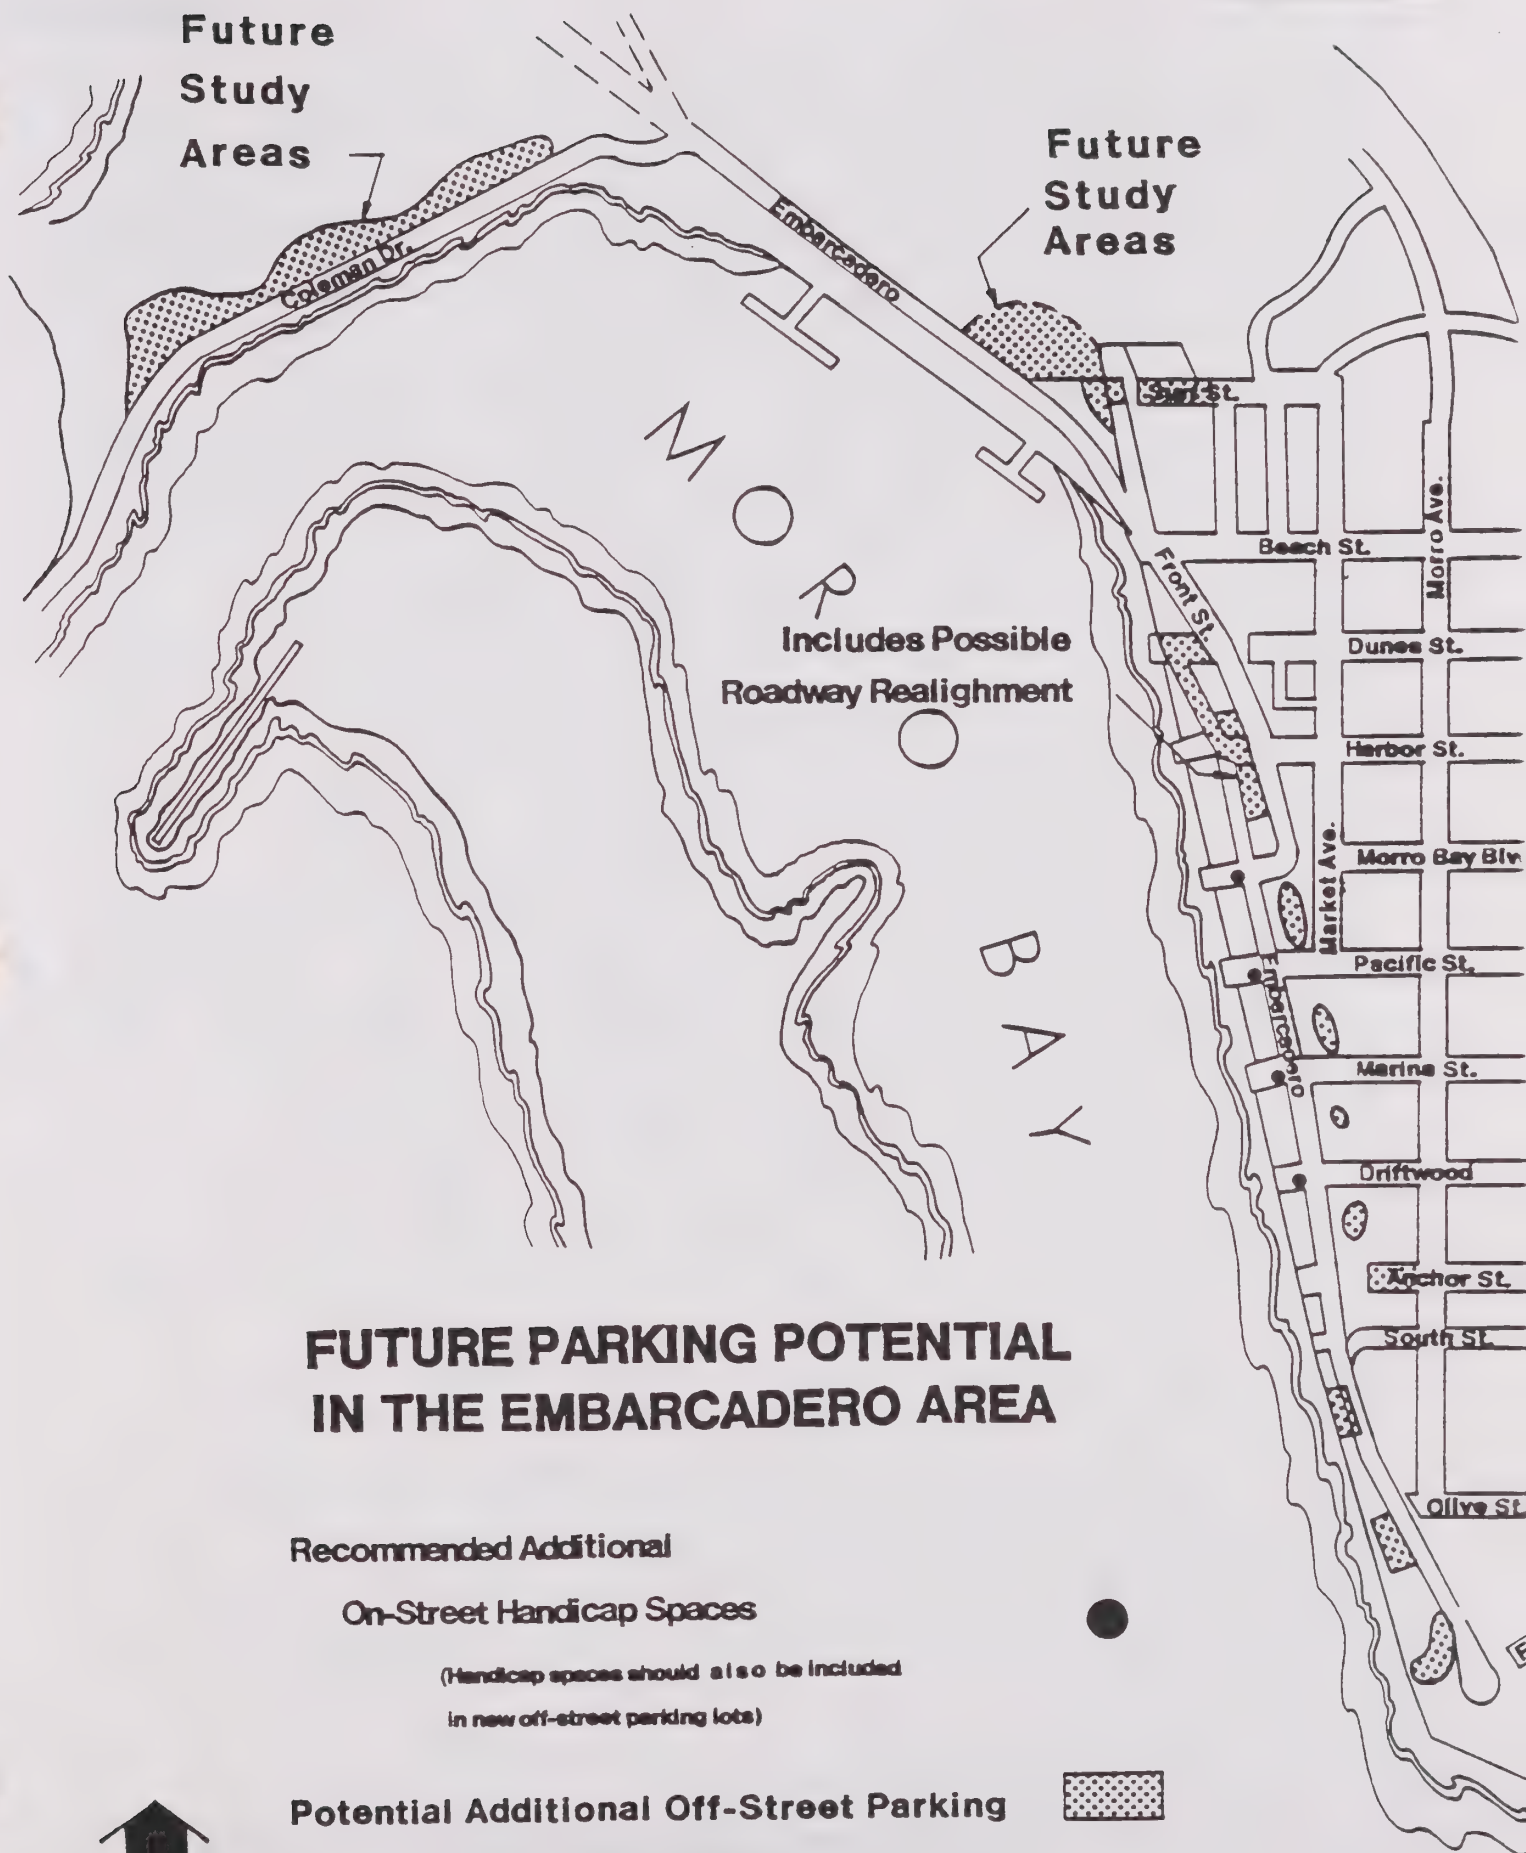 Future
Study
Areas
Future
Study
Areas
Coleman Dr.
Embarcadero
Surf St.
Morro Ave.
Beach St.
Front St.
Dunes St.
MORRO BAY
Includes Possible
Roadway Realighment
Harbor St.
Market Ave.
Morro Bay Blv
Pacific St.
Embarcadero
Marina St.
Driftwood
Anchor St.
South St.
Olive St.
FUTURE PARKING POTENTIAL
IN THE EMBARCADERO AREA
Recommended Additional
On-Street Handicap Spaces
(Handicap spaces should also be included
in new off-street parking lots)
Potential Additional Off-Street Parking